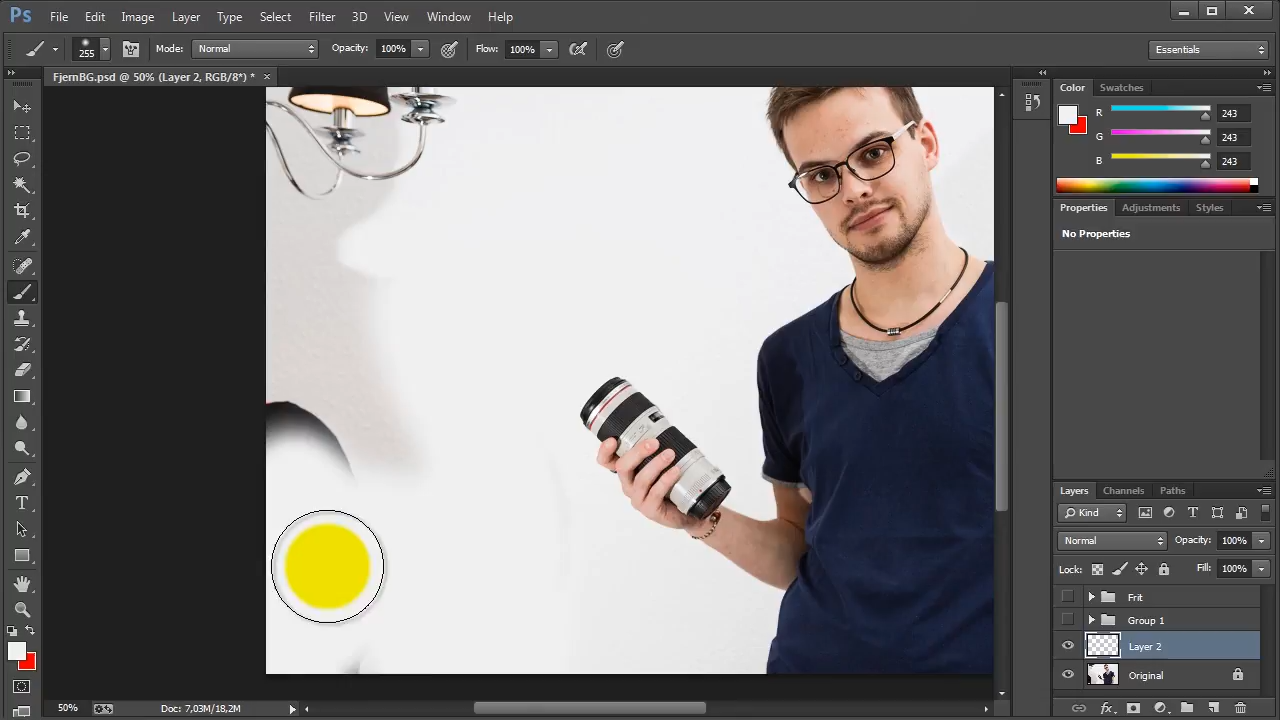 Ps File Edit Image Layer Type Select Filter 3D View Window Help
255 Mode: Normal Opacity: 100% Flow: 100% Essentials
FjernBG.psd @ 50% (Layer 2, RGB/8*) * ×
Color Swatches
R 243
G 243
B 243
Properties Adjustments Styles
No Properties
Layers Channels Paths
Kind
Normal Opacity: 100%
Lock: Fill: 100%
Frit
Group 1
Layer 2
Original
fx
50% Doc: 7,03M/18,2M